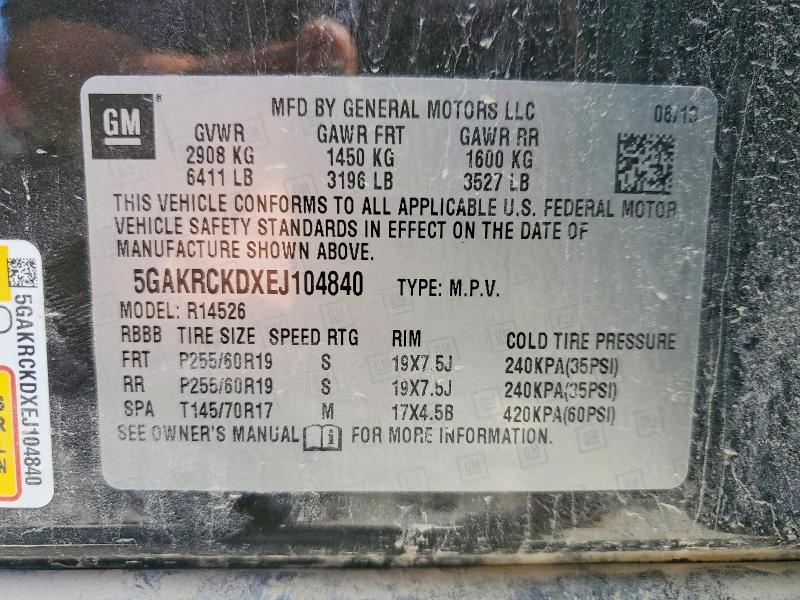 GM
MFD BY GENERAL MOTORS LLC 08/13
GVWR GAWR FRT GAWR RR
2908 KG 1450 KG 1600 KG
6411 LB 3196 LB 3527 LB
THIS VEHICLE CONFORMS TO ALL APPLICABLE U.S. FEDERAL MOTOR
VEHICLE SAFETY STANDARDS IN EFFECT ON THE DATE OF
MANUFACTURE SHOWN ABOVE.
5GAKRCKDXEJ104840 TYPE: M.P.V.
MODEL: R14526
RBBB TIRE SIZE SPEED RTG RIM COLD TIRE PRESSURE
FRT P255/60R19 S 19X7.5J 240KPA(35PSI)
RR P255/60R19 S 19X7.5J 240KPA(35PSI)
SPA T145/70R17 M 17X4.5B 420KPA(60PSI)
SEE OWNER'S MANUAL FOR MORE INFORMATION.
5GAKRCKDXEJ104840